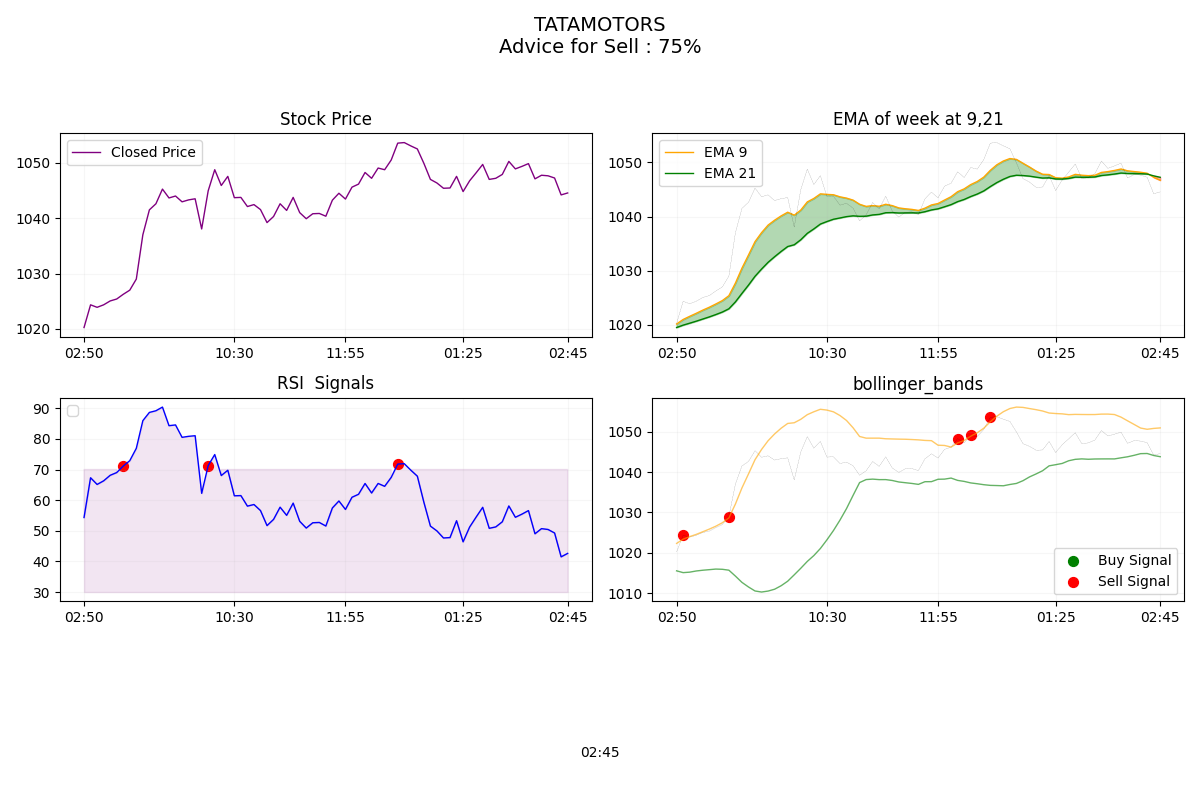 TATAMOTORS
Advice for Sell : 75%
Stock Price
Closed Price
1050
1040
1030
1020
02:50 10:30 11:55 01:25 02:45
EMA of week at 9,21
EMA 9
EMA 21
1050
1040
1030
1020
02:50 10:30 11:55 01:25 02:45
RSI  Signals
90
80
70
60
50
40
30
02:50 10:30 11:55 01:25 02:45
bollinger_bands
1050
1040
1030
1020
1010
Buy Signal
Sell Signal
02:50 10:30 11:55 01:25 02:45
02:45